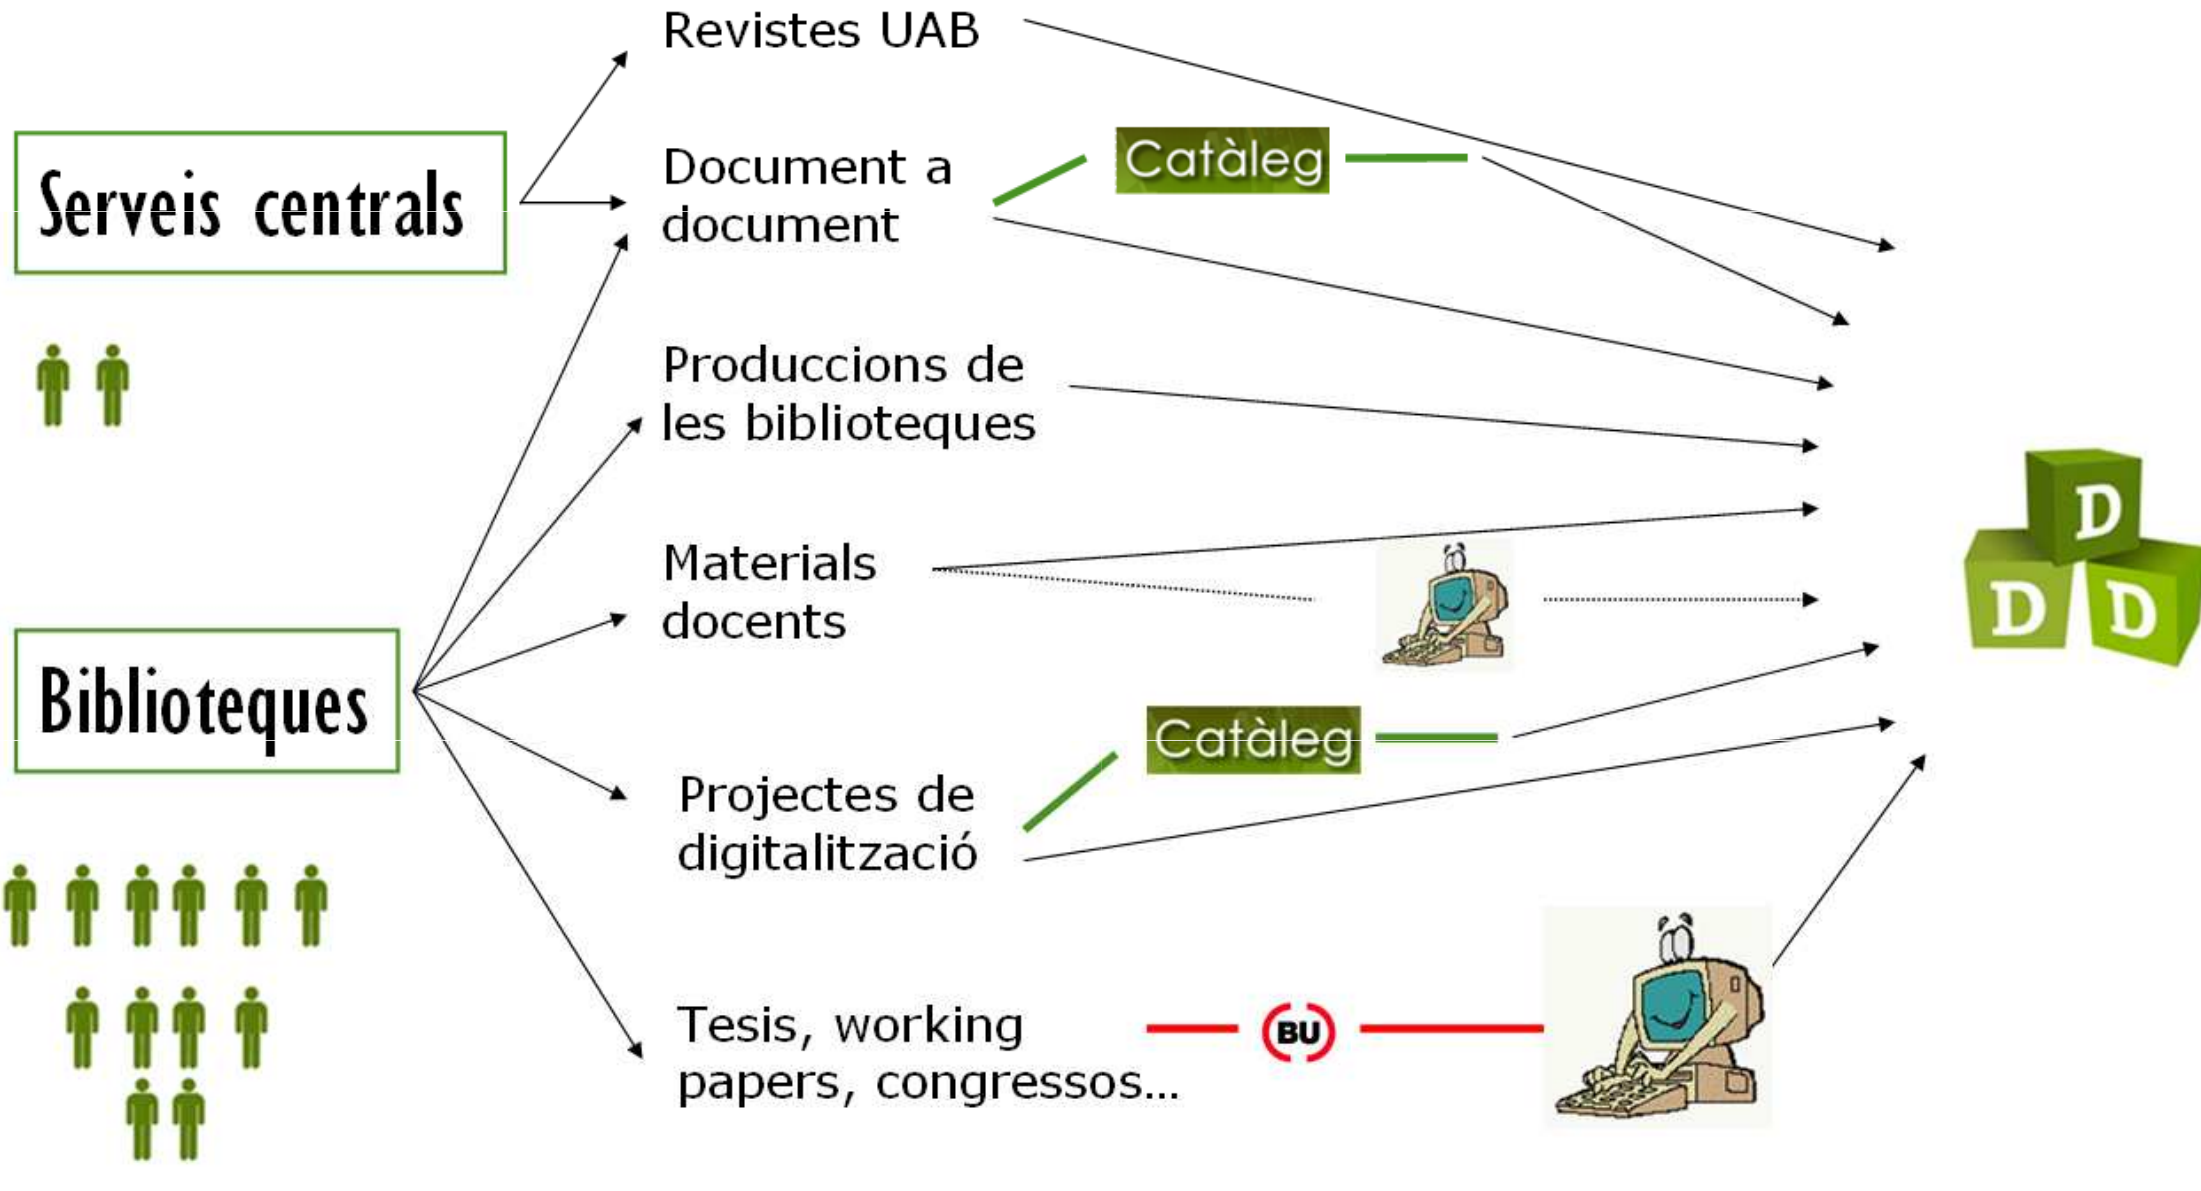 Revistes UAB
Serveis centrals
Document a
document
Catàleg
Produccions de
les biblioteques
Materials
docents
D
D D
Biblioteques
Catàleg
Projectes de
digitalització
Tesis, working
papers, congressos...
BU